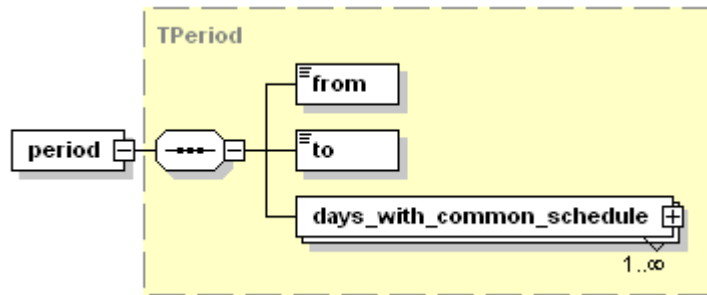 TPeriod
from
period
to
days_with_common_schedule
1..∞